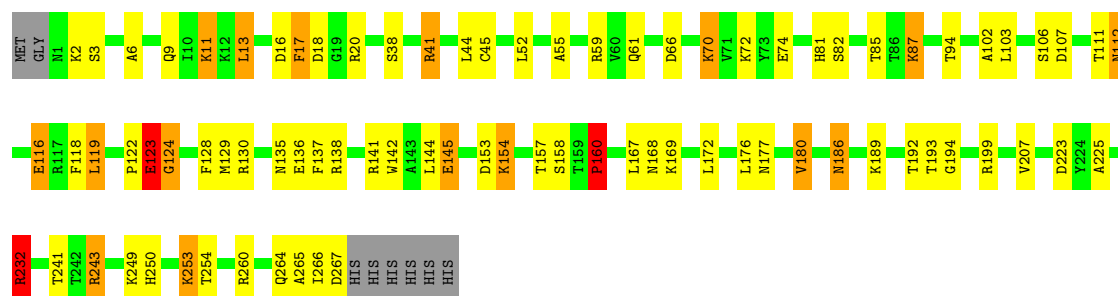 MET GLY N1 K2 S3 A6 Q9 I10 K11 K12 L13 D16 F17 D18 G19 R20 S38 R41 L44 C45 L52 A55 R59 V60 Q61 D66 K70 V71 K72 Y73 E74 H81 S82 T85 T86 K87 T94 A102 L103 S106 D107 T111 N112
E116 R117 F118 L119 P122 E123 G124 F128 M129 R130 N135 E136 F137 R138 R141 W142 A143 L144 E145 D153 K154 T157 S158 T159 P160 L167 N168 K169 L172 L176 N177 V180 N186 K189 T192 T193 G194 R199 V207 D223 Y224 A225
R232 T241 T242 R243 K249 H250 K253 T254 R260 Q264 A265 I266 D267 HIS HIS HIS HIS HIS HIS